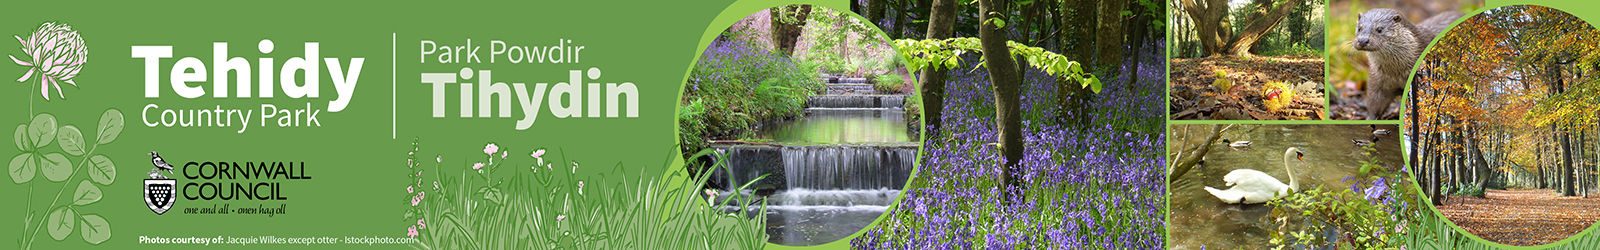 Tehidy
Country Park
Park Powdir
Tihydin
CORNWALL
COUNCIL
one and all • onen hag oll
Photos courtesy of: Jacquie Wilkes except otter - Istockphoto.com